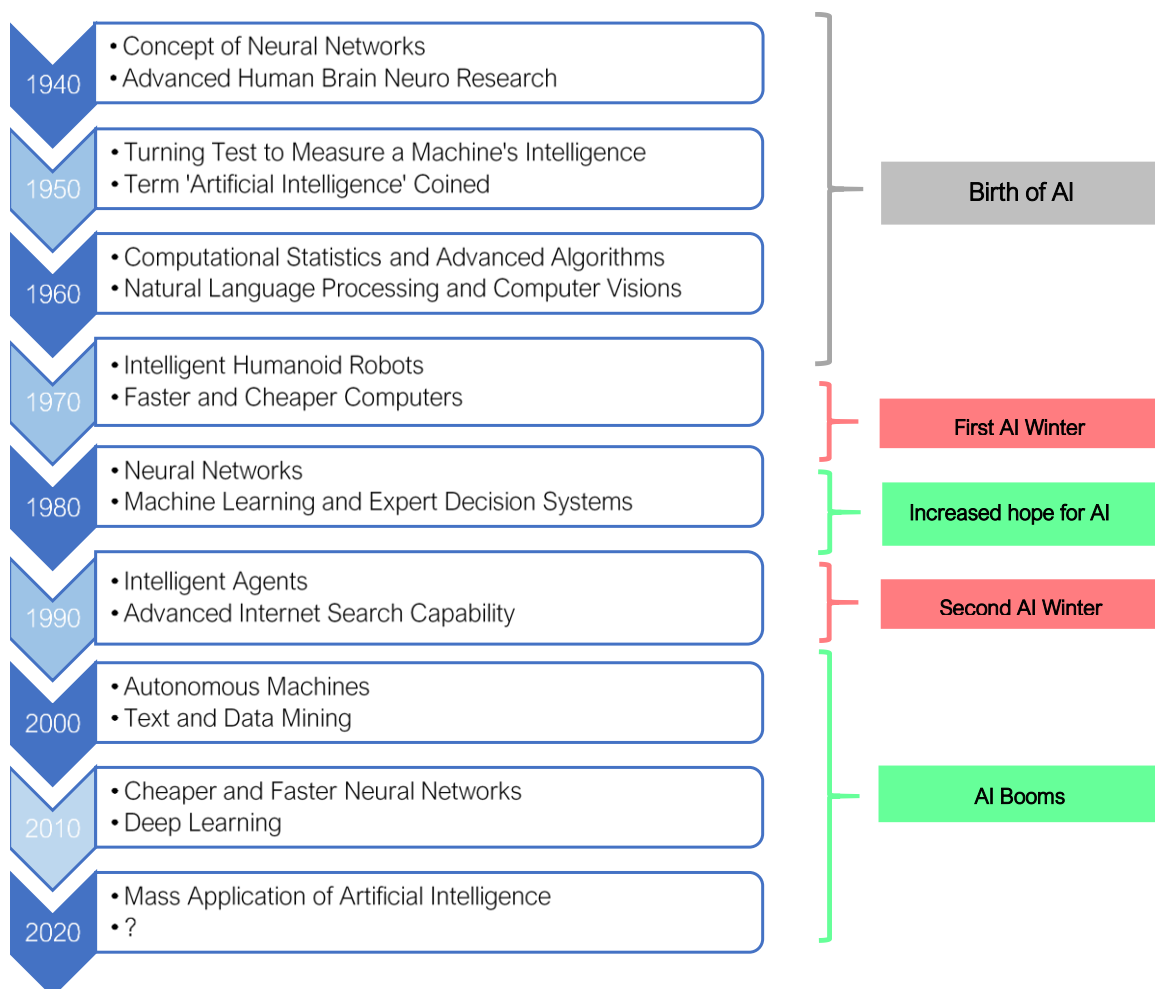 1940
• Concept of Neural Networks
• Advanced Human Brain Neuro Research
1950
• Turning Test to Measure a Machine's Intelligence
• Term 'Artificial Intelligence' Coined
Birth of AI
1960
• Computational Statistics and Advanced Algorithms
• Natural Language Processing and Computer Visions
1970
• Intelligent Humanoid Robots
• Faster and Cheaper Computers
First AI Winter
1980
• Neural Networks
• Machine Learning and Expert Decision Systems
Increased hope for AI
1990
• Intelligent Agents
• Advanced Internet Search Capability
Second AI Winter
2000
• Autonomous Machines
• Text and Data Mining
2010
• Cheaper and Faster Neural Networks
• Deep Learning
AI Booms
2020
• Mass Application of Artificial Intelligence
• ?